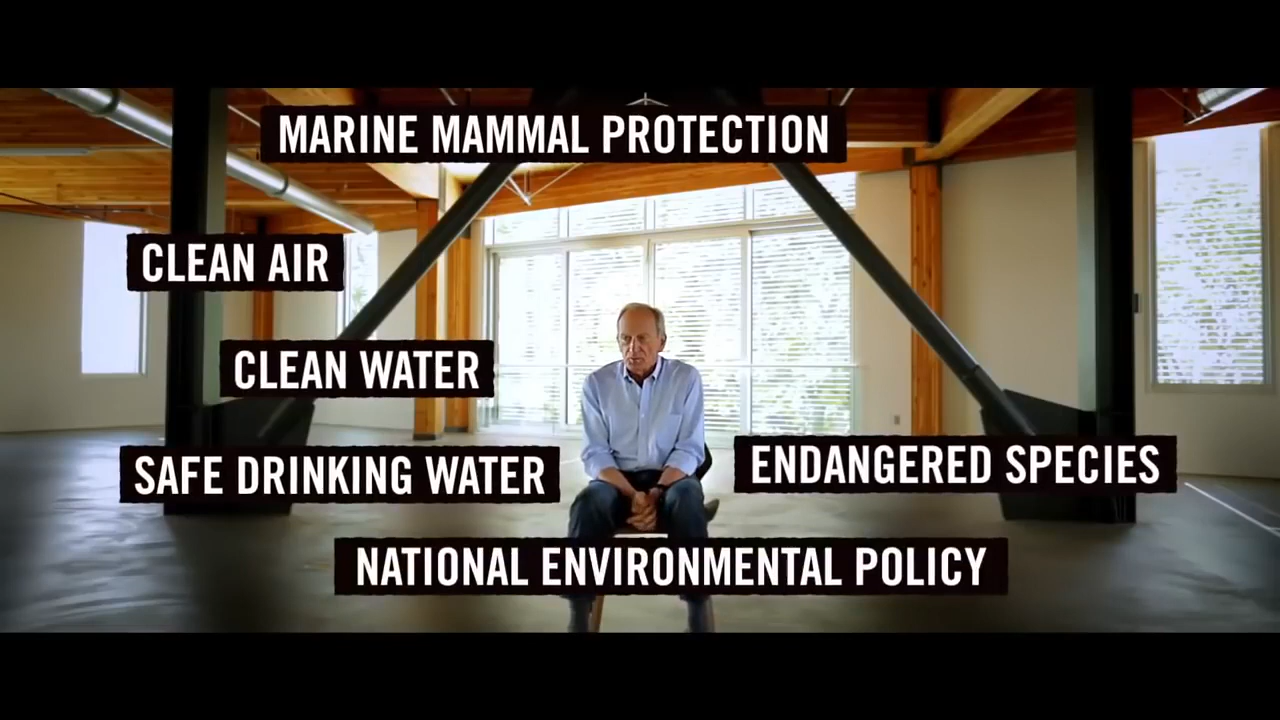 MARINE MAMMAL PROTECTION
CLEAN AIR
CLEAN WATER
SAFE DRINKING WATER
ENDANGERED SPECIES
NATIONAL ENVIRONMENTAL POLICY